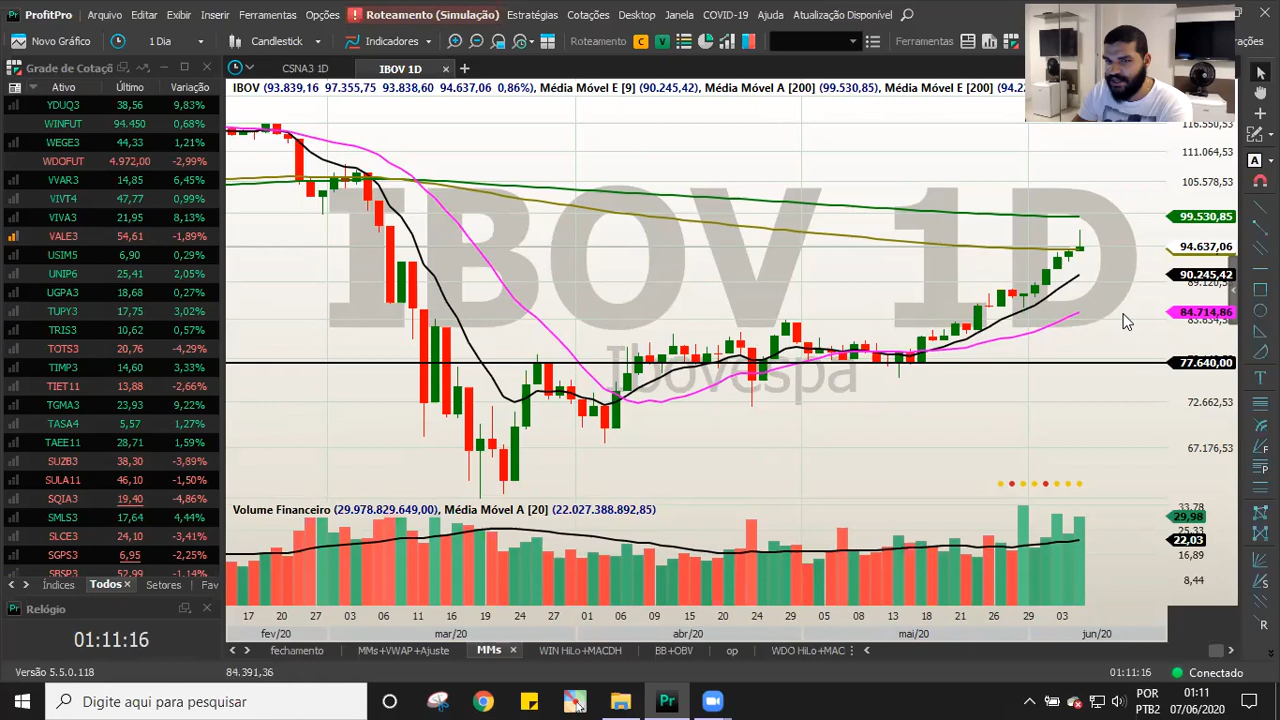 ProfitPro Arquivo Editar Exibir Inserir Ferramentas Opções Roteamento (Simulação) Estratégias Cotações Desktop Janela COVID-19 Ajuda Atualização Disponível
Novo Gráfico 1 Dia Candlestick Indicadores Roteamento C V Ferramentas
Grade de Cotaçõ
CSNA3 1D IBOV 1D
Ativo Último Variação
IBOV (93.839,16 97.355,75 93.838,60 94.637,06 0,86%), Média Móvel E [9] (90.245,42), Média Móvel A [200] (99.530,85), Média Móvel E [200] (94.2
YDUQ3 38,56 9,83%
WINFUT 94.450 0,68%
WEGE3 44,33 1,21%
WDOFUT 4.972,00 -2,99%
VVAR3 14,85 6,45%
VIVT4 47,77 0,99%
VIVA3 21,95 8,13%
VALE3 54,61 -1,89%
USIM5 6,90 0,29%
UNIP6 25,41 2,05%
UGPA3 18,68 0,27%
TUPY3 17,75 3,02%
TRIS3 10,62 0,57%
TOTS3 20,76 -4,29%
TIMP3 14,60 3,33%
TIET11 13,88 -2,66%
TGMA3 23,93 9,22%
TASA4 5,57 1,27%
TAEE11 28,71 1,59%
SUZB3 38,30 -3,89%
SULA11 46,10 -1,50%
SQIA3 19,40 -4,86%
SMLS3 17,64 4,44%
SLCE3 24,10 -3,41%
SGPS3 6,95 -2,25%
SBSP3 52,99 -1,14%
Índices Todos Setores Fav
Relógio
01:11:16
IBOV 1D
Ibovespa
116.550,53
111.064,53
105.578,53
99.530,85
94.637,06
90.245,42
89.120,53
84.714,86
77.640,00
72.662,53
67.176,53
Volume Financeiro (29.978.829.649,00), Média Móvel A [20] (22.027.388.892,85)
33,78
29,98
25,33
22,03
16,89
8,44
17 20 27 03 06 11 16 19 24 27 01 06 09 15 20 24 29 05 08 13 18 21 26 29 03
fev/20 mar/20 abr/20 mai/20 jun/20
fechamento MMs+VWAP+Ajuste MMs WIN HiLo+MACDH BB+OBV op WDO HiLo+MAC
Versão 5.5.0.118 84.391,36 01:11:16 Conectado
Digite aqui para pesquisar
Pr
POR
PTB2
01:11
07/06/2020